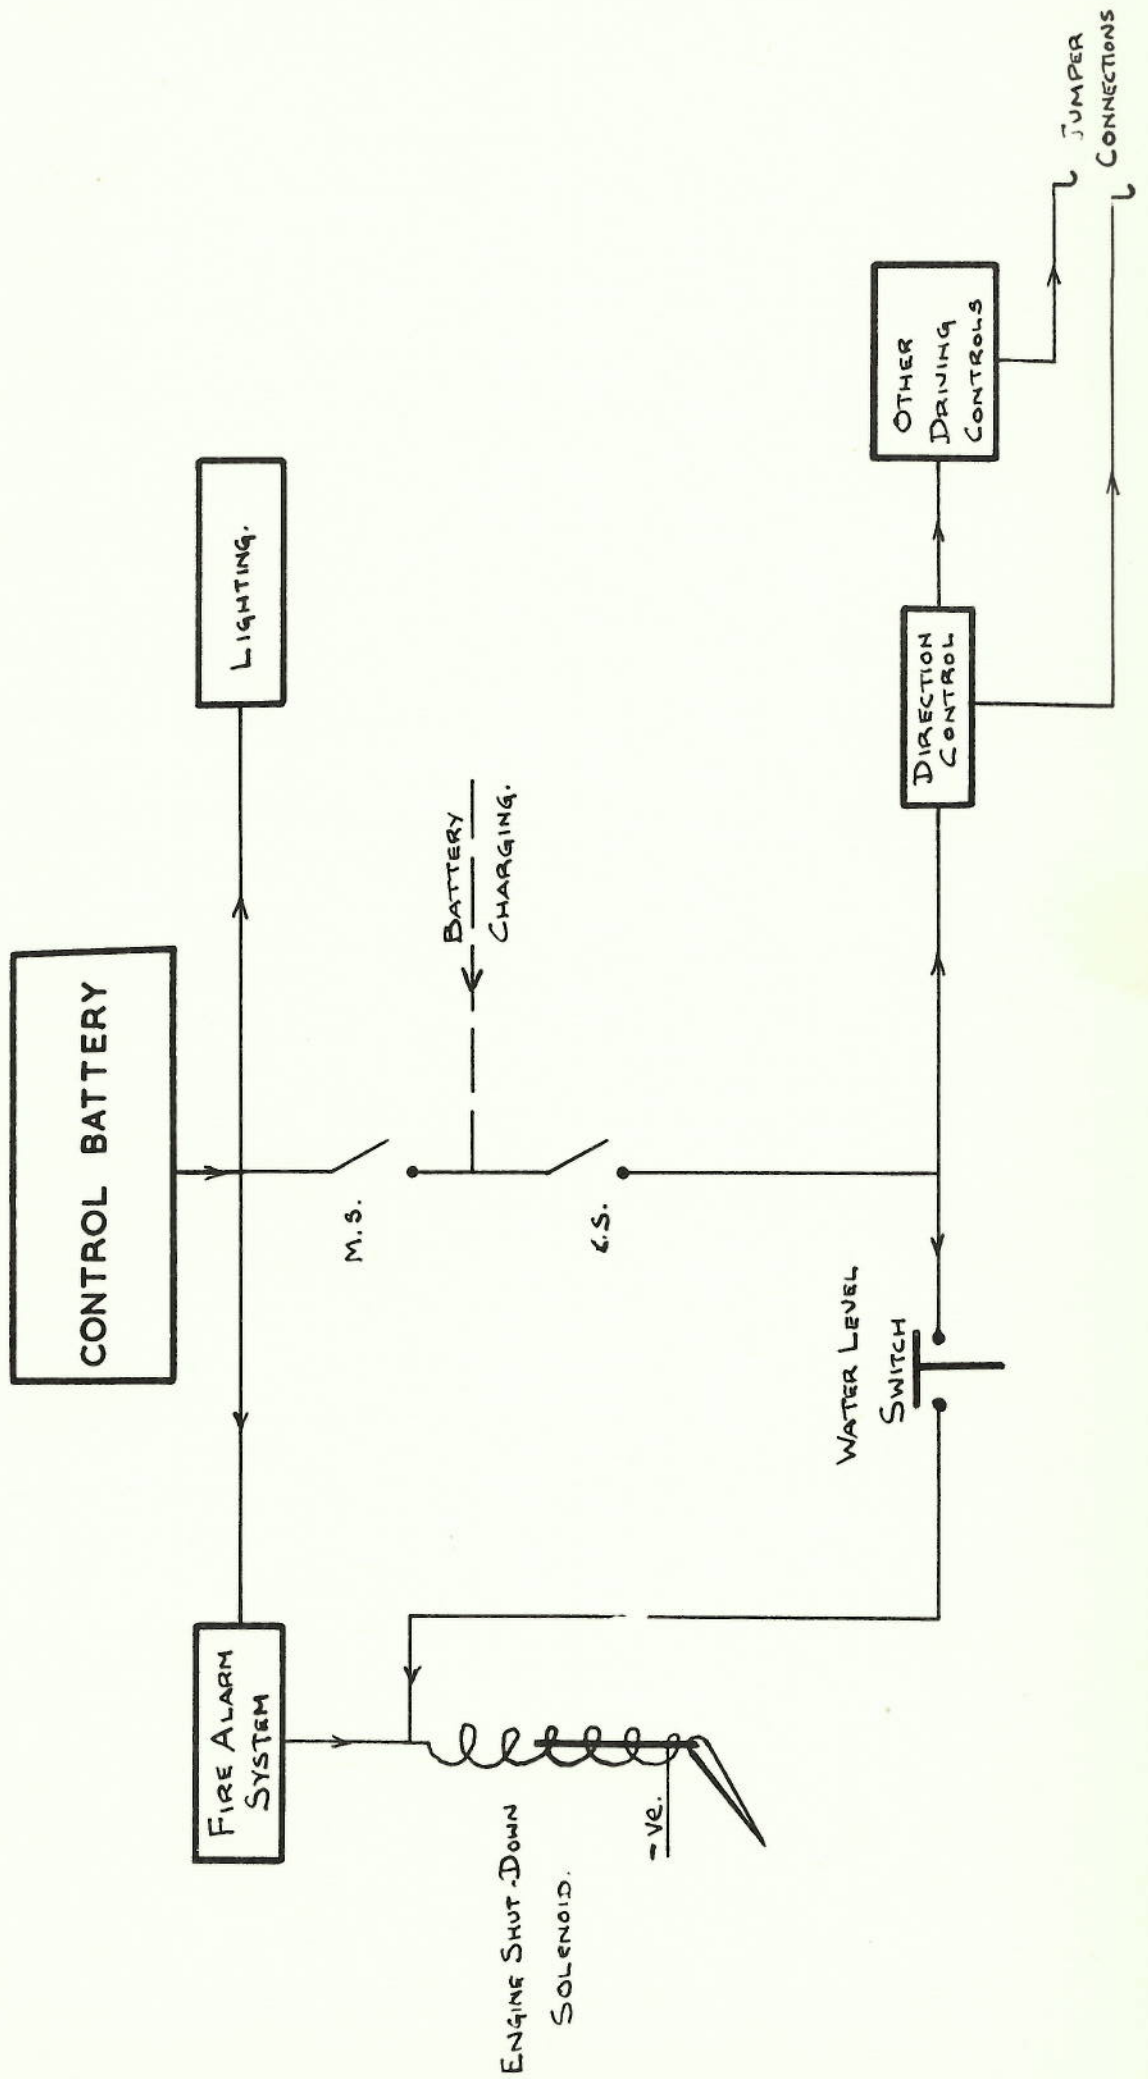 CONTROL BATTERY
FIRE ALARM
SYSTEM
LIGHTING.
M.S.
BATTERY
CHARGING.
ENGINE SHUT-DOWN
SOLENOID.
-ve.
WATER LEVEL
SWITCH
DIRECTION
CONTROL
OTHER
DRIVING
CONTROLS
JUMPER
CONNECTIONS